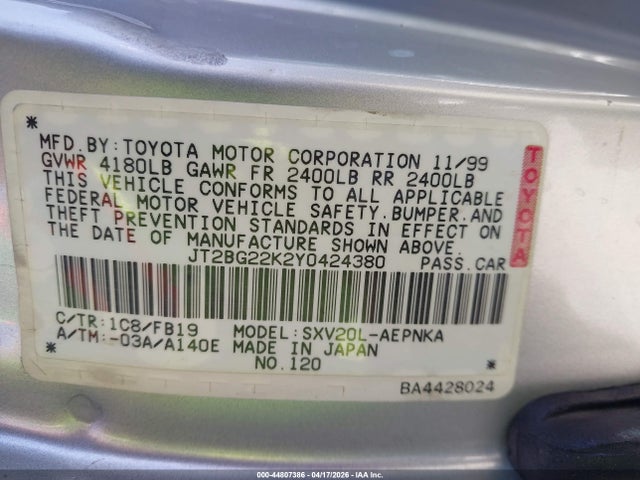 *
MFD.BY:TOYOTA MOTOR CORPORATION 11/99
GVWR 4180LB GAWR FR 2400LB RR 2400LB
THIS VEHICLE CONFORMS TO ALL APPLICABLE
FEDERAL MOTOR VEHICLE SAFETY.BUMPER.AND
THEFT PREVENTION STANDARDS IN EFFECT ON
THE DATE OF MANUFACTURE SHOWN ABOVE.
JT2BG22K2Y0424380 PASS.CAR
C/TR:1C8/FB19 MODEL:SXV20L-AEPNKA
A/TM:-03A/A140E MADE IN JAPAN
NO.120
BA4428024
*
*
TOYOTA
000-44807386 - 04/17/2026 - IAA Inc.